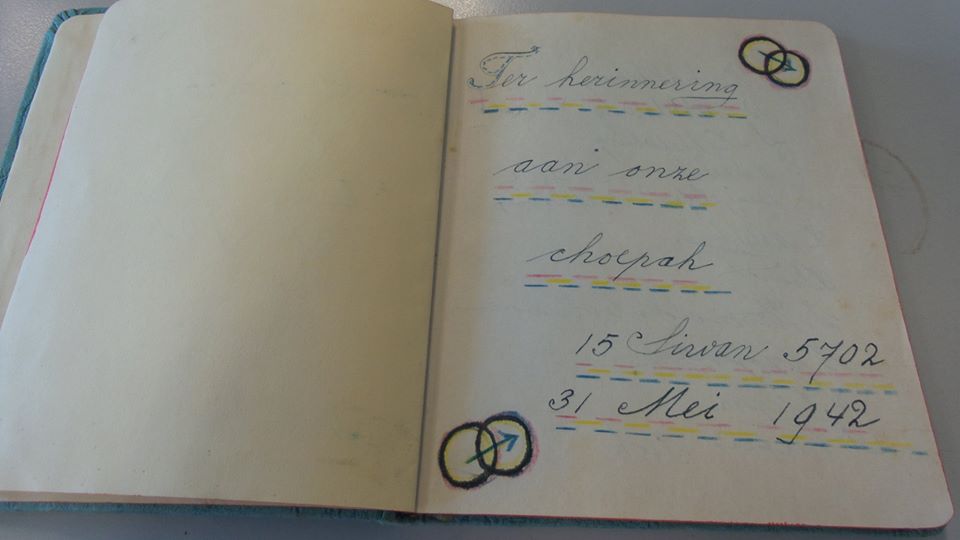 Ter herinnering
aan onze
choepah
15 Siwan 5702
31 Mei 1942